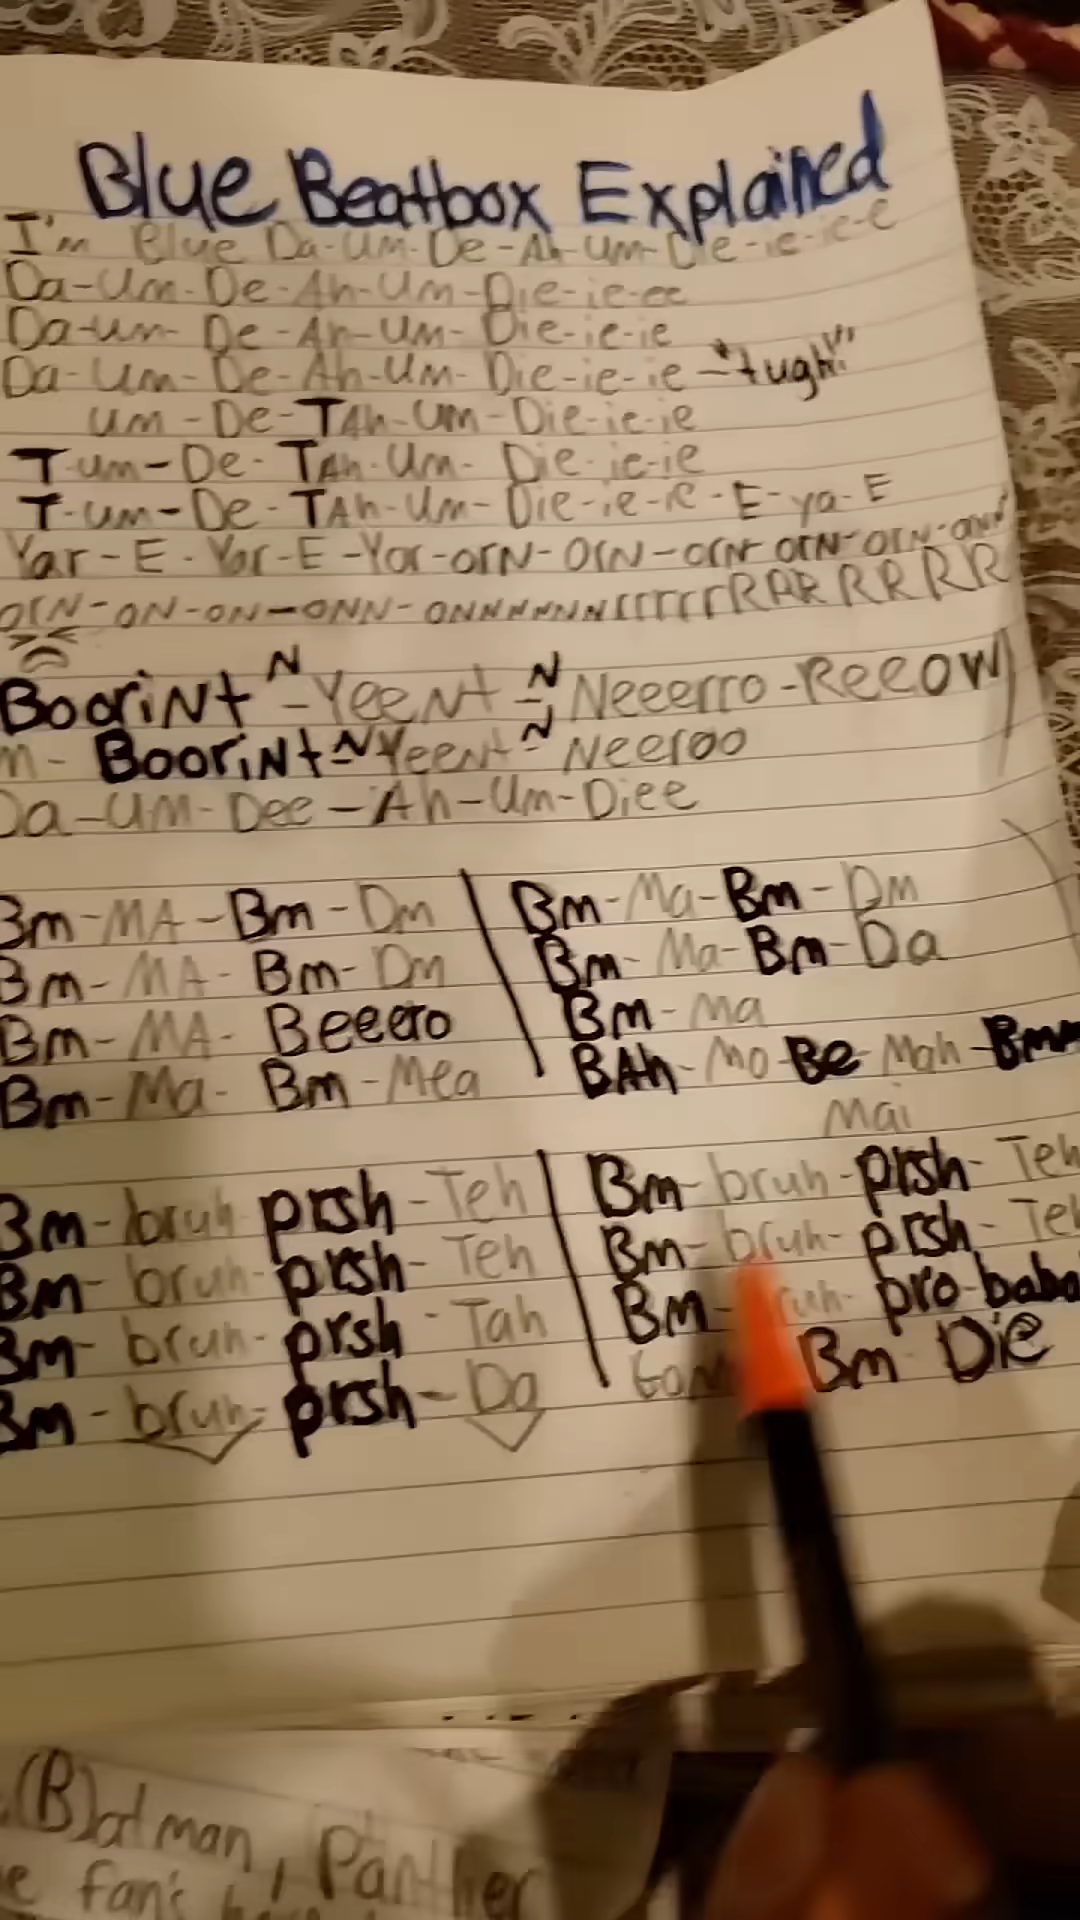 Blue Beatbox Explained
I'm Blue Da-Um-De-Ah-Um-Die-ie-ie-e
Da-Um-De-Ah-Um-Die-ie-ee
Da-um-De-Ah-Um-Die-ie-ie
Da-Um-De-Ah-Um-Die-ie-ie-"tugh!"
um-De-TAh-Um-Die-ie-ie
T-um-De-TAh-Um-Die-ie-ie
T-um-De-TAh-Um-Die-ie-ie-E-ya-E
Yar-E-Yar-E-Yar-orN-OrN-orN-orN-orN-onn
orN-ON-ON-ONN-ONNNNNNrrrrrRRRRRRR
BooriNt N-YeeNt-N Neeerro-ReeOW
m-BooriNt-NYeent-N Neeroo
Da-UM-Dee-Ah-Um-Diee
Bm-MA-Bm-Dm
Bm-MA-Bm-Dm
Bm-MA-Beeero
Bm-Ma-Bm-Mea
Bm-Ma-Bm-Dm
Bm-Ma-Bm-Da
Bm-Ma
BAh-Mo-Be-Mah-Bmm
Mai
Bm-bruh-prsh-Teh
Bm-bruh-prsh-Teh
Bm-bruh-prsh-Tah
Bm-bruh-prsh-Da
Bm-bruh-prsh-Teh
Bm-bruh-prsh-Teh
Bm- pro-baba
Bm Die
(B)atman, Panther
fan's